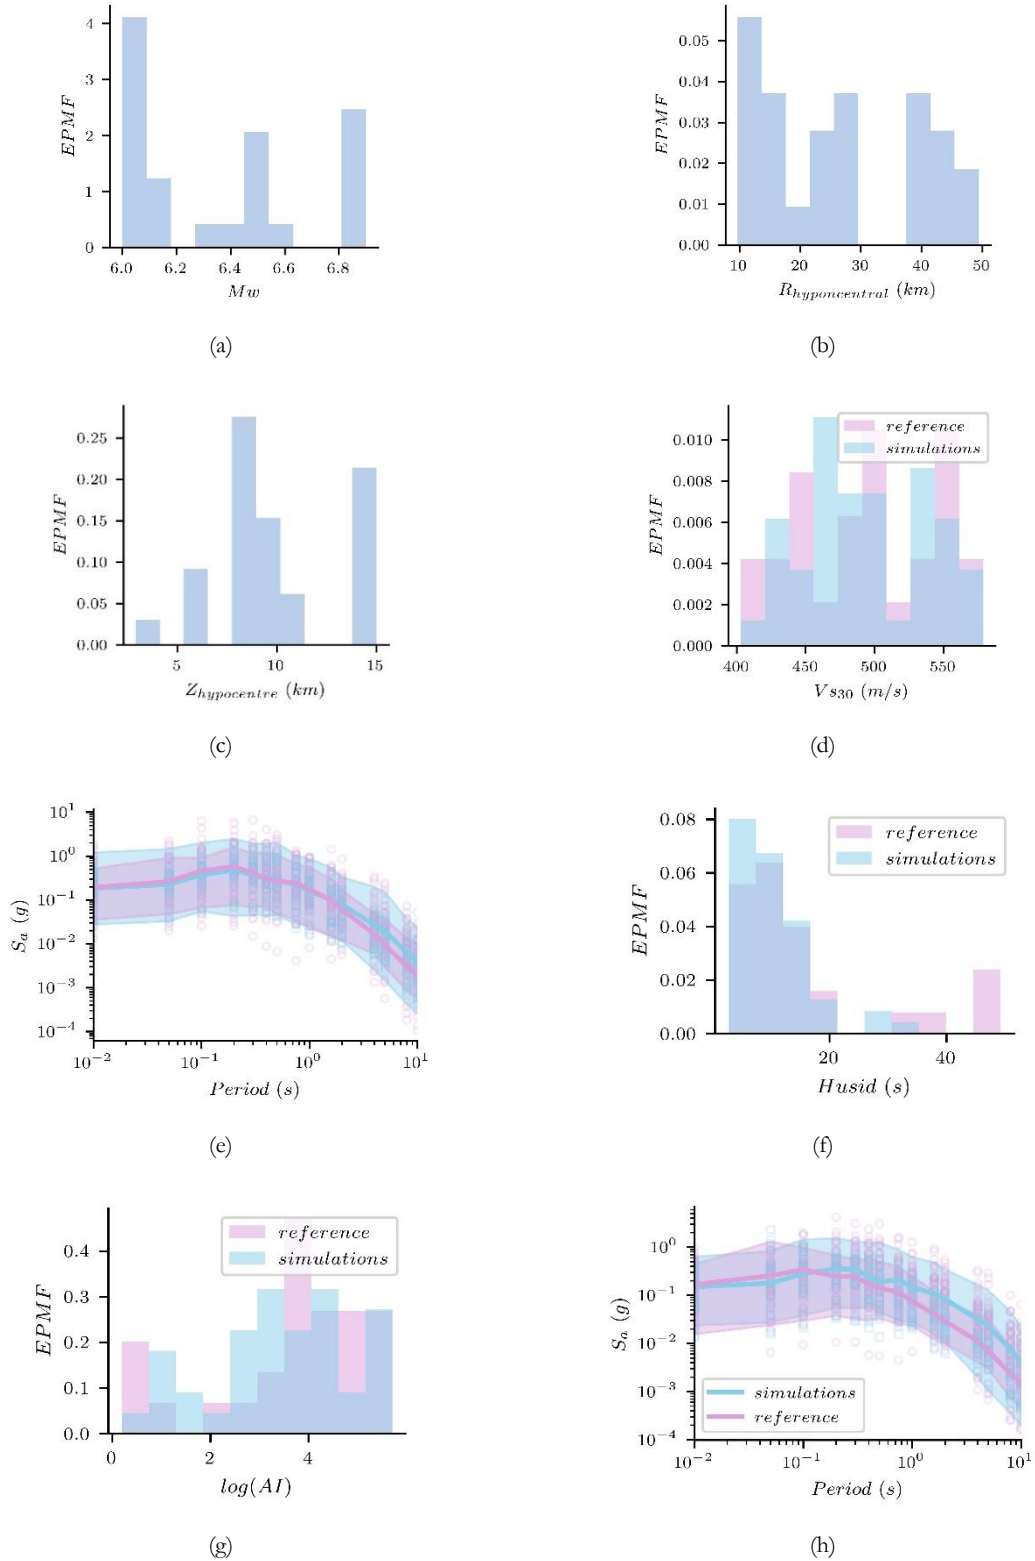 4
3
2
1
0
EPMF
6.0 6.2 6.4 6.6 6.8
Mw
(a)
0.05
0.04
0.03
0.02
0.01
0.00
EPMF
10 20 30 40 50
Rhyponcentral (km)
(b)
0.25
0.20
0.15
0.10
0.05
0.00
EPMF
5 10 15
Zhypocentre (km)
(c)
reference
simulations
0.010
0.008
0.006
0.004
0.002
0.000
EPMF
400 450 500 550
Vs30 (m/s)
(d)
10^1
10^0
10^-1
10^-2
10^-3
10^-4
Sa (g)
10^-2 10^-1 10^0 10^1
Period (s)
(e)
reference
simulations
0.08
0.06
0.04
0.02
0.00
EPMF
20 40
Husid (s)
(f)
reference
simulations
0.4
0.3
0.2
0.1
0.0
EPMF
0 2 4
log(AI)
(g)
10^0
10^-1
10^-2
10^-3
10^-4
Sa (g)
simulations
reference
10^-2 10^-1 10^0 10^1
Period (s)
(h)